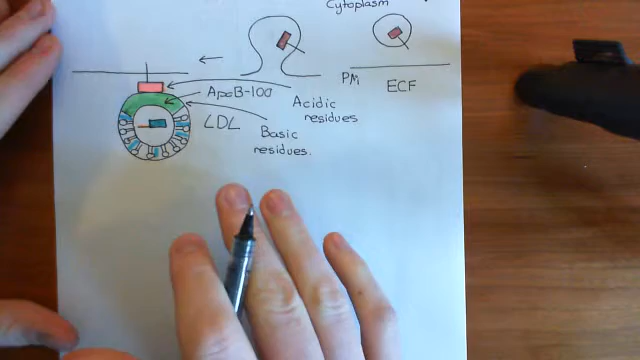 Cytoplasm
PM
ECF
ApoB-100
Acidic
residues
LDL
Basic
residues.